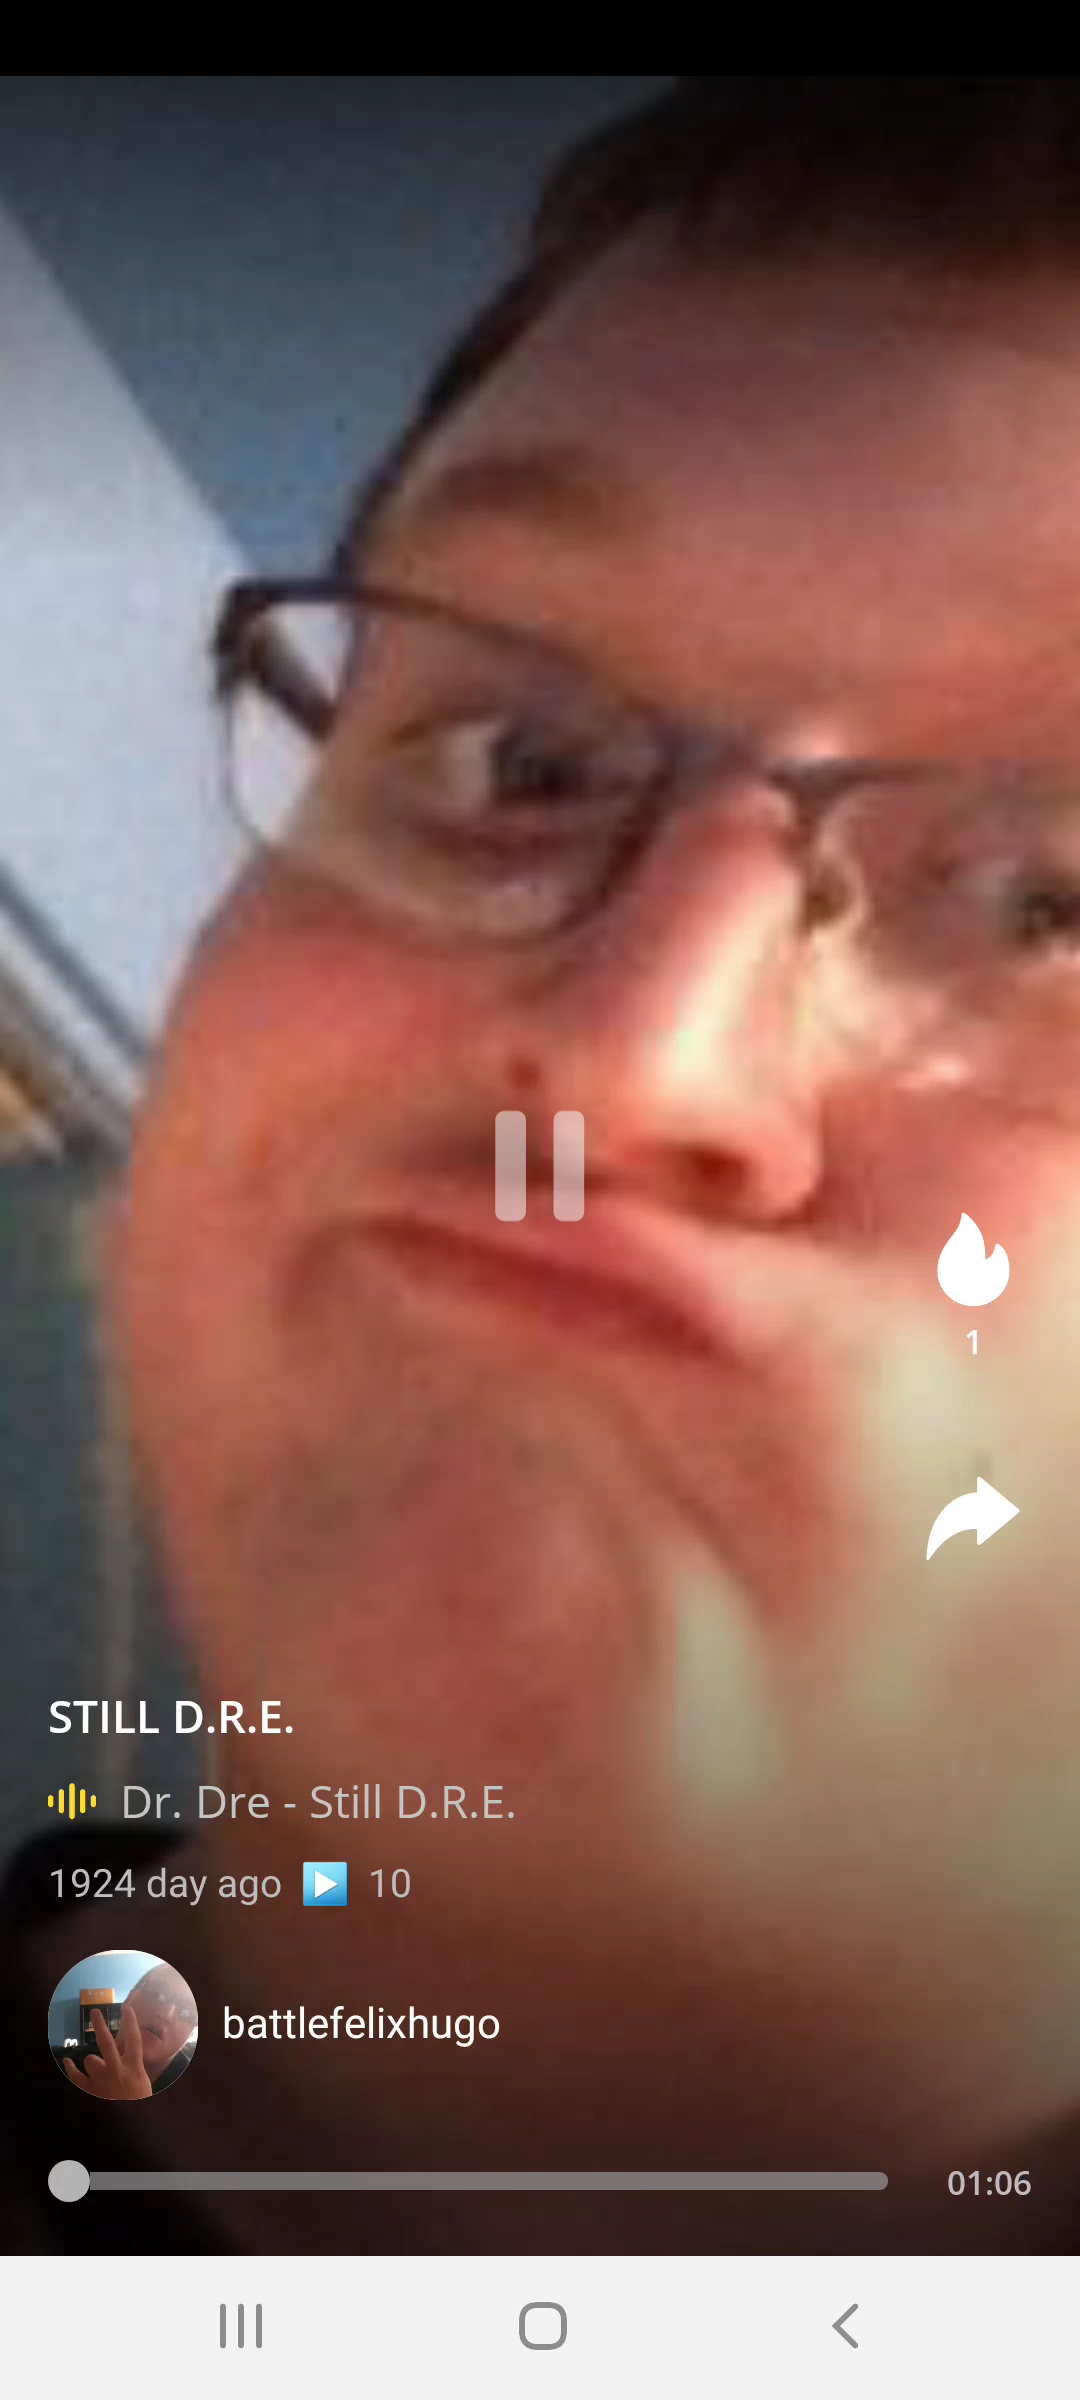 1
STILL D.R.E.
Dr. Dre - Still D.R.E.
1924 day ago ▶️ 10
battlefelixhugo
01:06